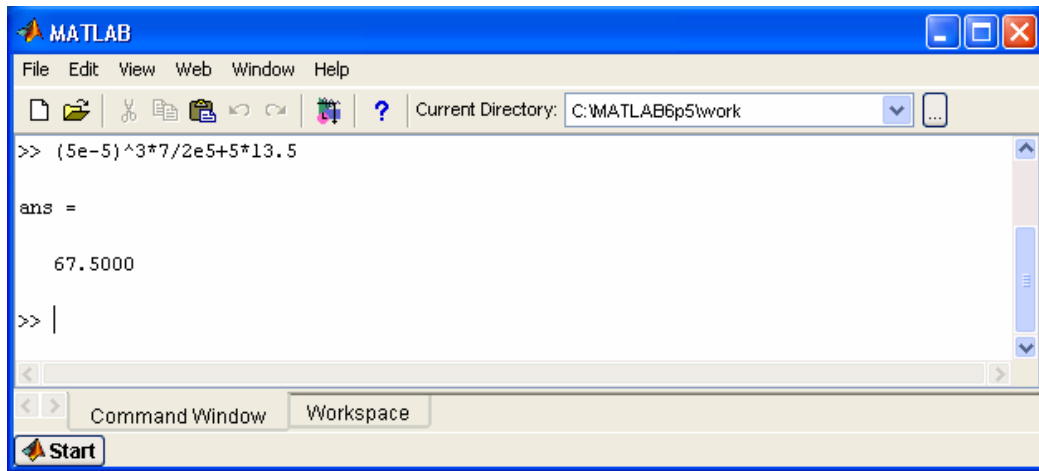 MATLAB
File Edit View Web Window Help
? Current Directory: C:\MATLAB6p5\work ...
>> (5e-5)^3*7/2e5+5*13.5
ans =
67.5000
>>
Command Window Workspace
Start